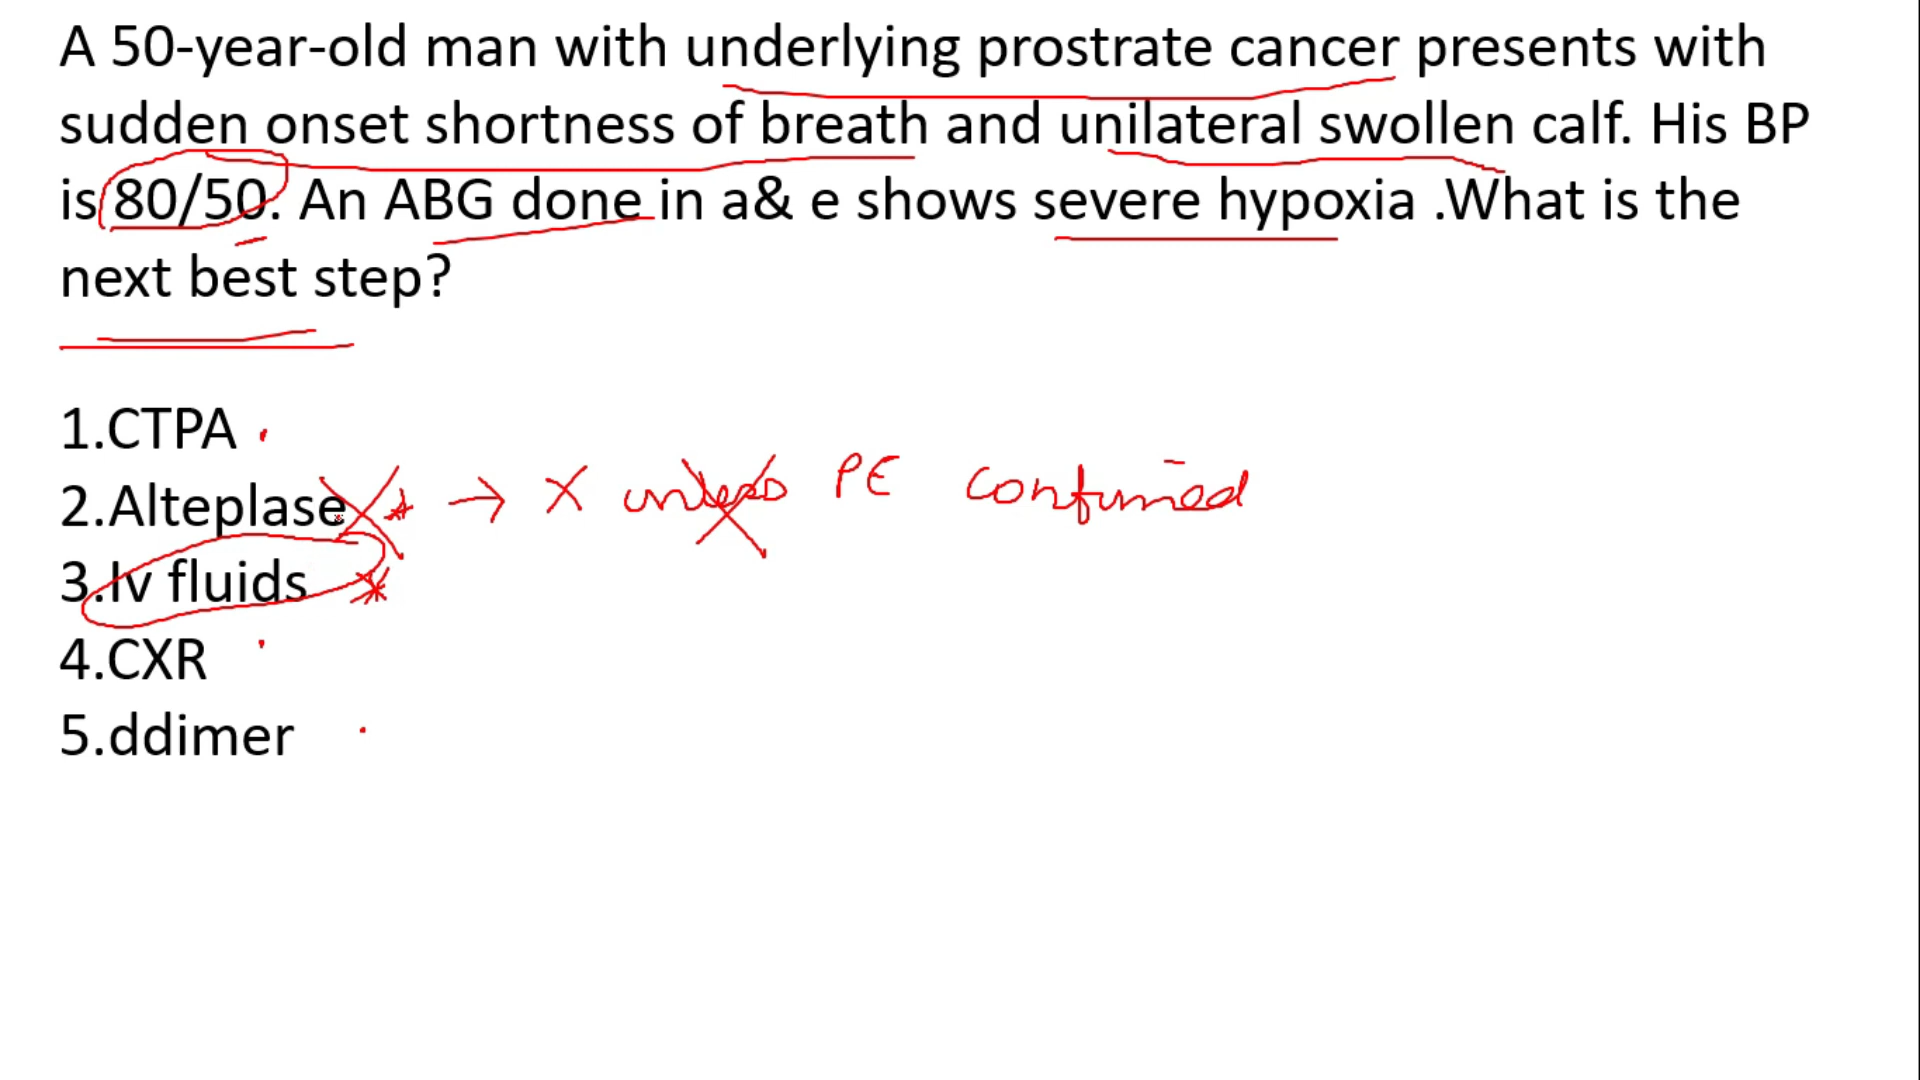 A 50-year-old man with underlying prostrate cancer presents with
sudden onset shortness of breath and unilateral swollen calf. His BP
is 80/50. An ABG done in a& e shows severe hypoxia .What is the
next best step?
1.CTPA
2.Alteplase → X unless PE confirmed
3.Iv fluids
4.CXR
5.ddimer